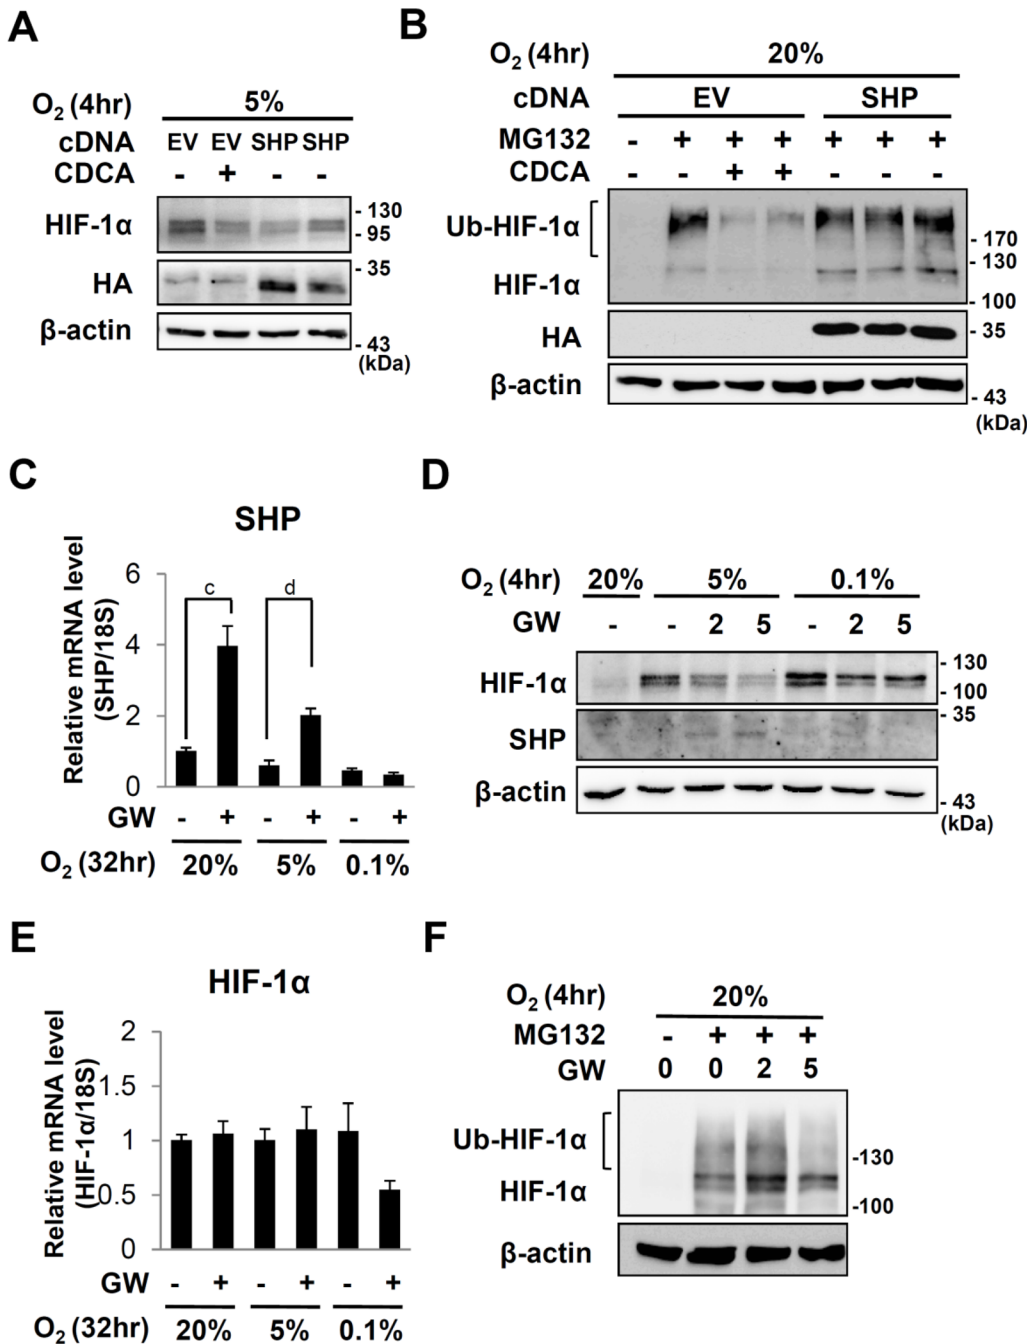 A
O₂ (4hr) 5%
cDNA EV EV SHP SHP
CDCA - + - -
HIF-1α - 130
- 95
HA - 35
β-actin - 43
(kDa)
B
O₂ (4hr) 20%
cDNA EV SHP
MG132 - + + + + + +
CDCA - - + + - - -
Ub-HIF-1α - 170
- 130
HIF-1α - 100
HA - 35
β-actin - 43
(kDa)
C
SHP
Relative mRNA level
(SHP/18S)
6
4
2
0
c d
GW - + - + - +
O₂ (32hr) 20% 5% 0.1%
D
O₂ (4hr) 20% 5% 0.1%
GW - - 2 5 - 2 5
HIF-1α - 130
- 100
SHP - 35
β-actin - 43
(kDa)
E
HIF-1α
Relative mRNA level
(HIF-1α/18S)
2
1.5
1
0.5
0
GW - + - + - +
O₂ (32hr) 20% 5% 0.1%
F
O₂ (4hr) 20%
MG132 - + + +
GW 0 0 2 5
Ub-HIF-1α -130
HIF-1α -100
β-actin